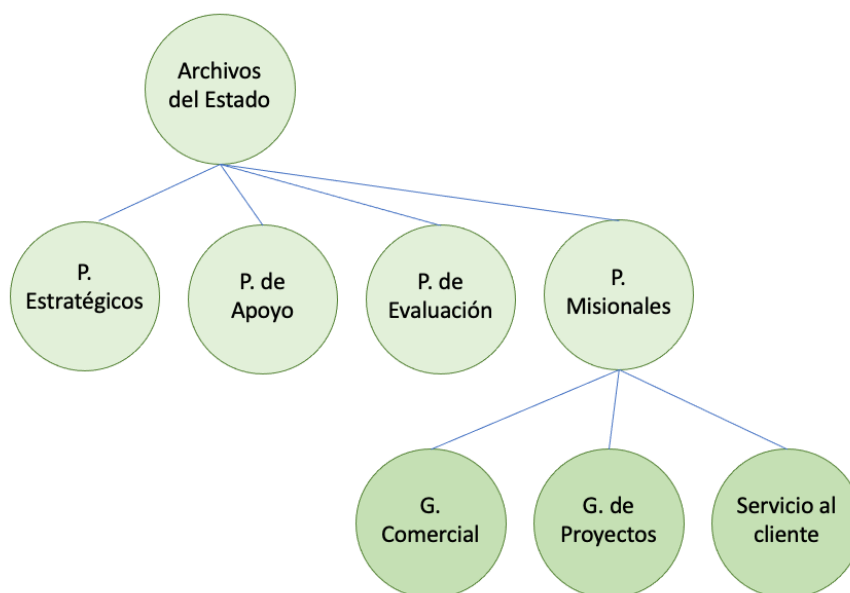 Archivos
del Estado
P.
Estratégicos
P. de
Apoyo
P. de
Evaluación
P.
Misionales
G.
Comercial
G. de
Proyectos
Servicio al
cliente